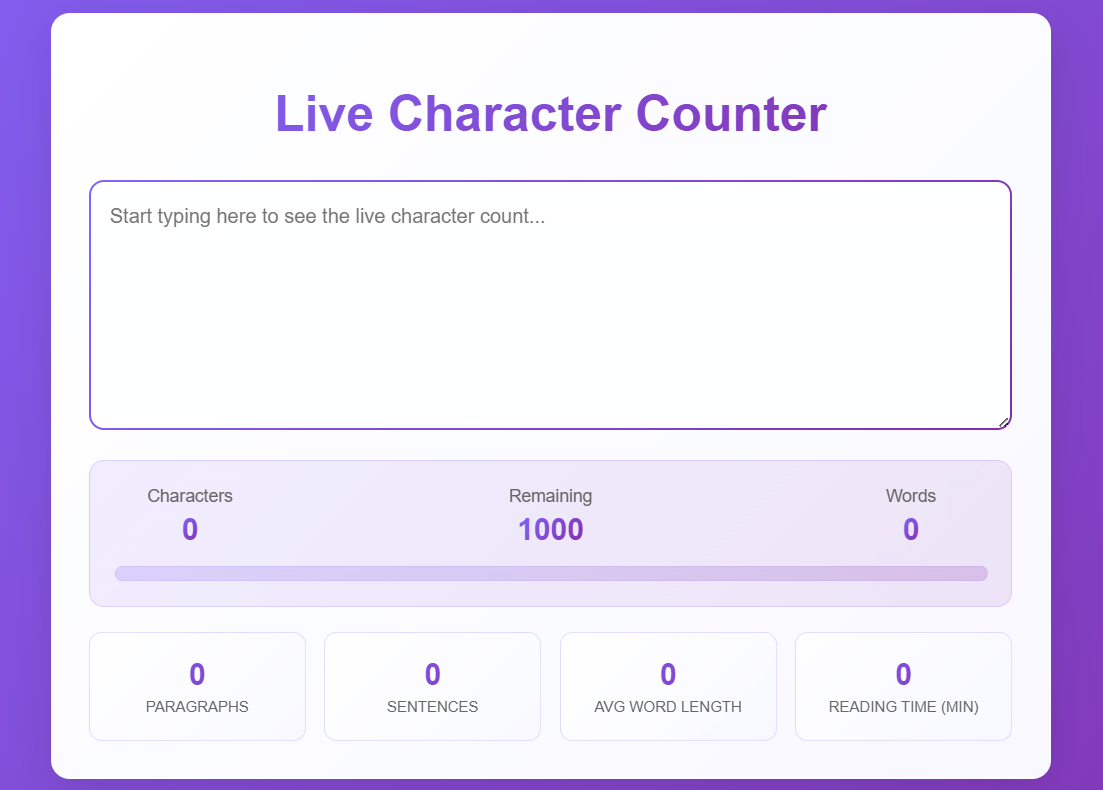 Live Character Counter
Start typing here to see the live character count...
Characters Remaining Words
0 1000 0
0 0 0 0
PARAGRAPHS SENTENCES AVG WORD LENGTH READING TIME (MIN)